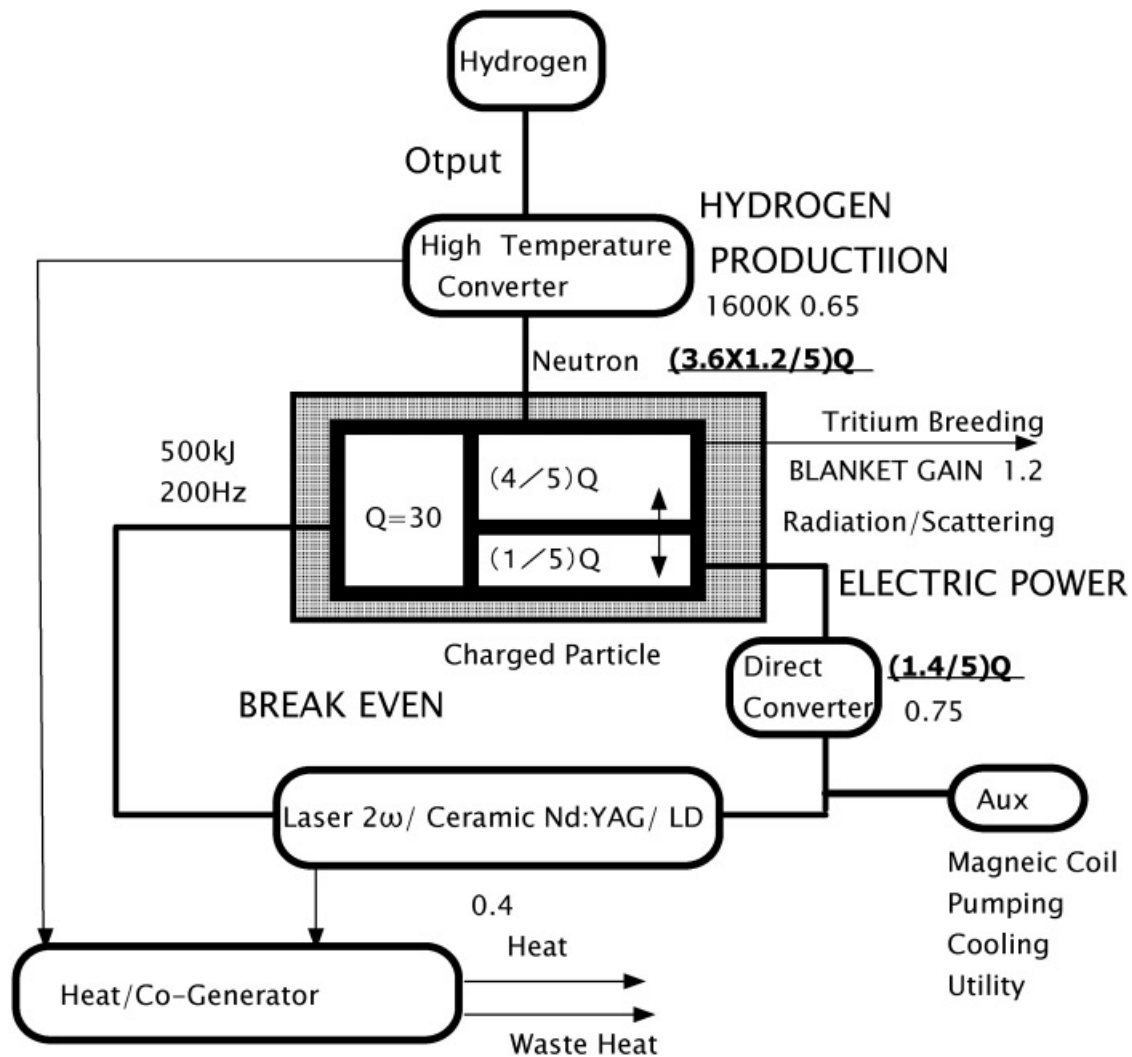 Hydrogen
Otput
HYDROGEN
PRODUCTIION
1600K 0.65
High Temperature
Converter
Neutron (3.6X1.2/5)Q
500kJ
200Hz
Q=30
(4/5)Q
(1/5)Q
Tritium Breeding
BLANKET GAIN 1.2
Radiation/Scattering
ELECTRIC POWER
Charged Particle
Direct
Converter
(1.4/5)Q
0.75
BREAK EVEN
Laser 2ω/ Ceramic Nd:YAG/ LD
Aux
Magneic Coil
Pumping
Cooling
Utility
0.4
Heat
Heat/Co-Generator
Waste Heat